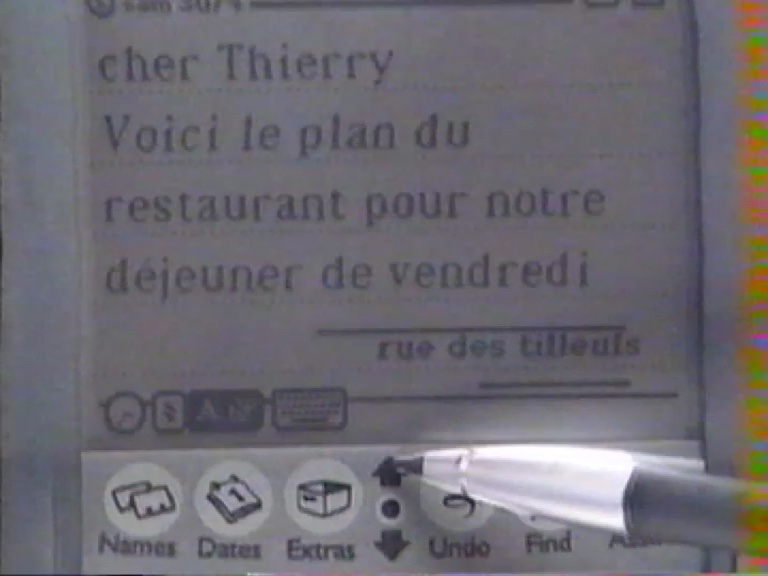 cher Thierry
Voici le plan du
restaurant pour notre
déjeuner de vendredi
rue des tilleuls
Names Dates Extras Undo Find